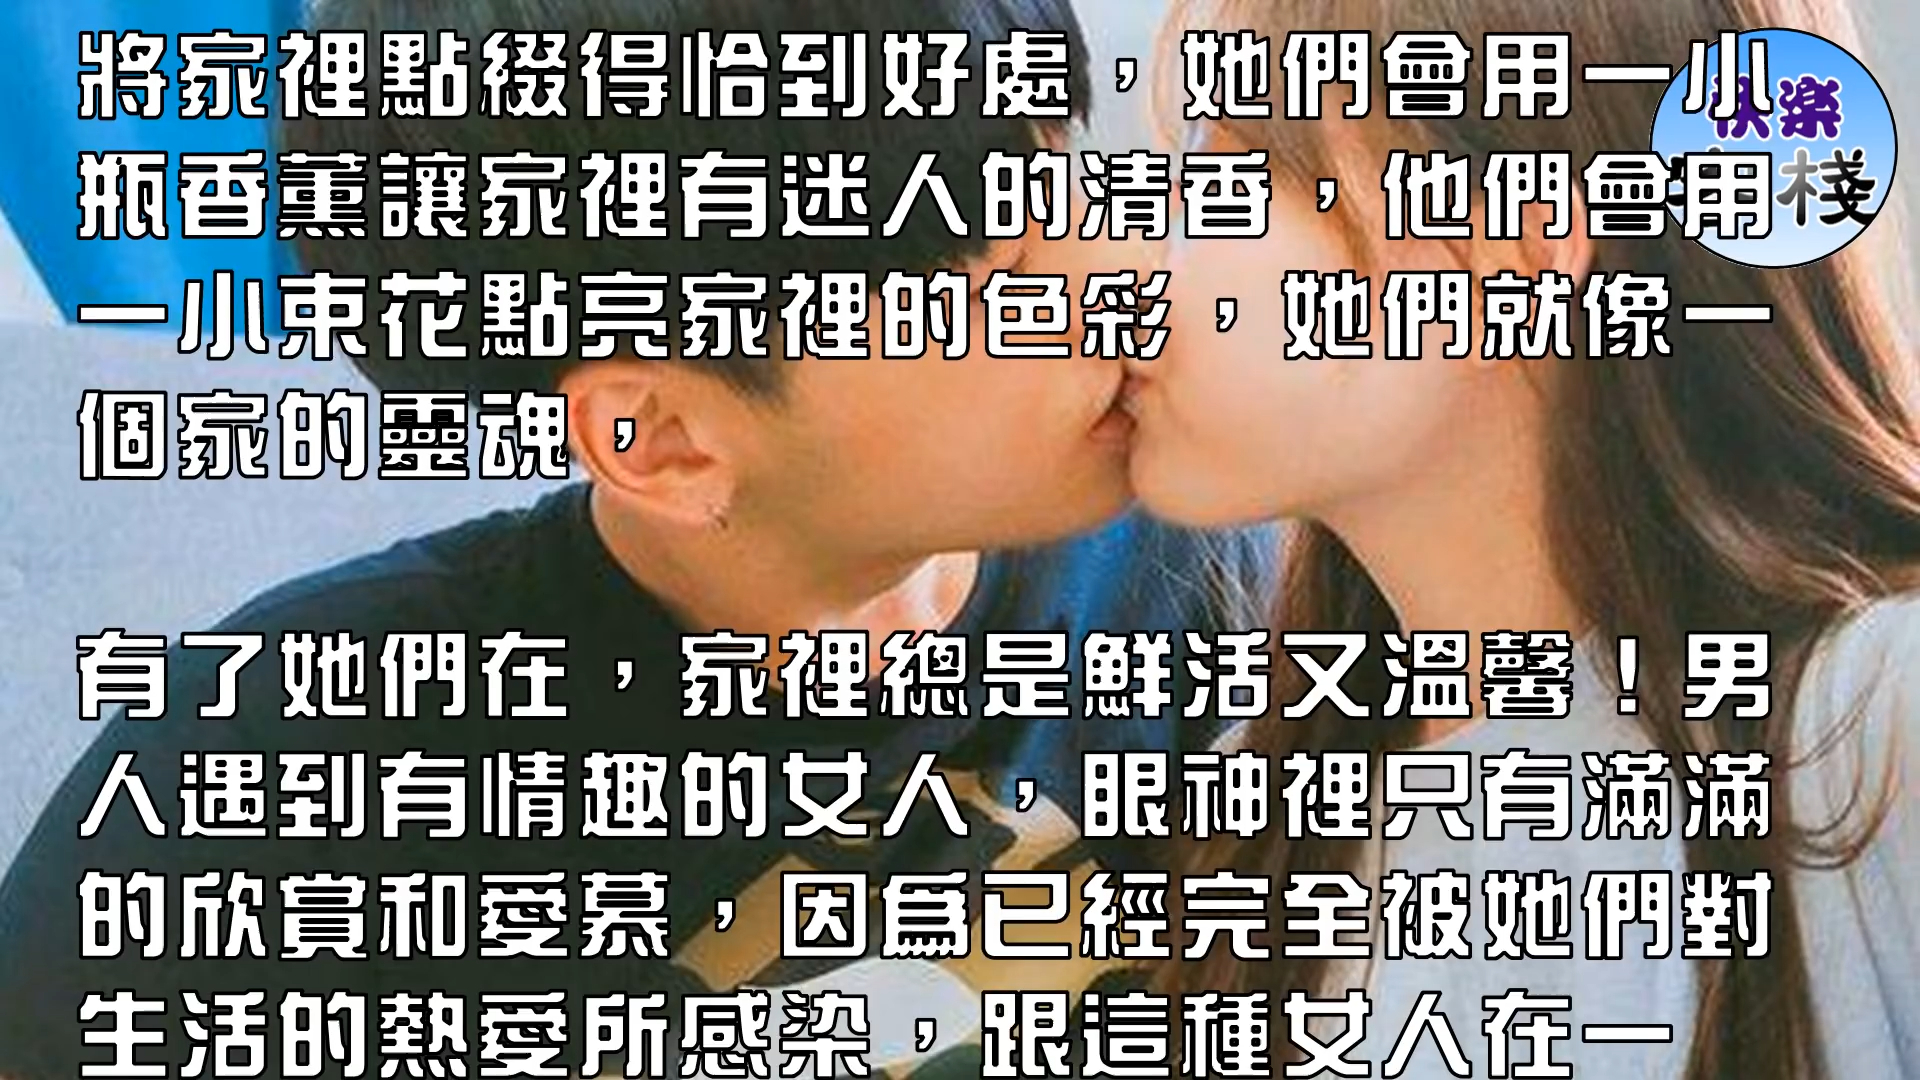 將家裡點綴得恰到好處，她們會用一小
瓶香薰讓家裡有迷人的清香，他們會用
一小束花點亮家裡的色彩，她們就像一
個家的靈魂，
有了她們在，家裡總是鮮活又溫馨！男
人遇到有情趣的女人，眼神裡只有滿滿
的欣賞和愛慕，因為已經完全被她們對
生活的熱愛所感染，跟這種女人在一
楽
棧